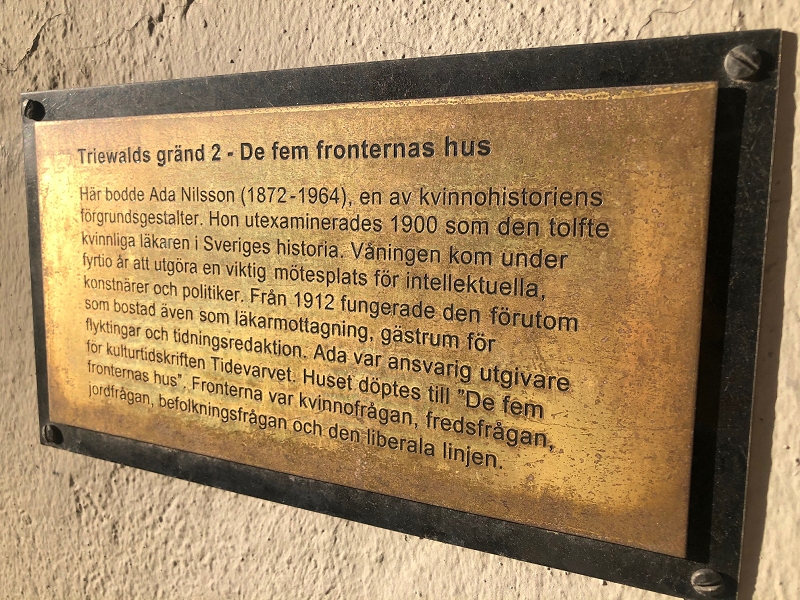 Triewalds gränd 2 - De fem fronternas hus
Här bodde Ada Nilsson (1872-1964), en av kvinnohistoriens
förgrundsgestalter. Hon utexaminerades 1900 som den tolfte
kvinnliga läkaren i Sveriges historia. Våningen kom under
fyrtio år att utgöra en viktig mötesplats för intellektuella,
konstnärer och politiker. Från 1912 fungerade den förutom
som bostad även som läkarmottagning, gästrum för
flyktingar och tidningsredaktion. Ada var ansvarig utgivare
för kulturtidskriften Tidevarvet. Huset döptes till "De fem
fronternas hus". Fronterna var kvinnofrågan, fredsfrågan,
jordfrågan, befolkningsfrågan och den liberala linjen.